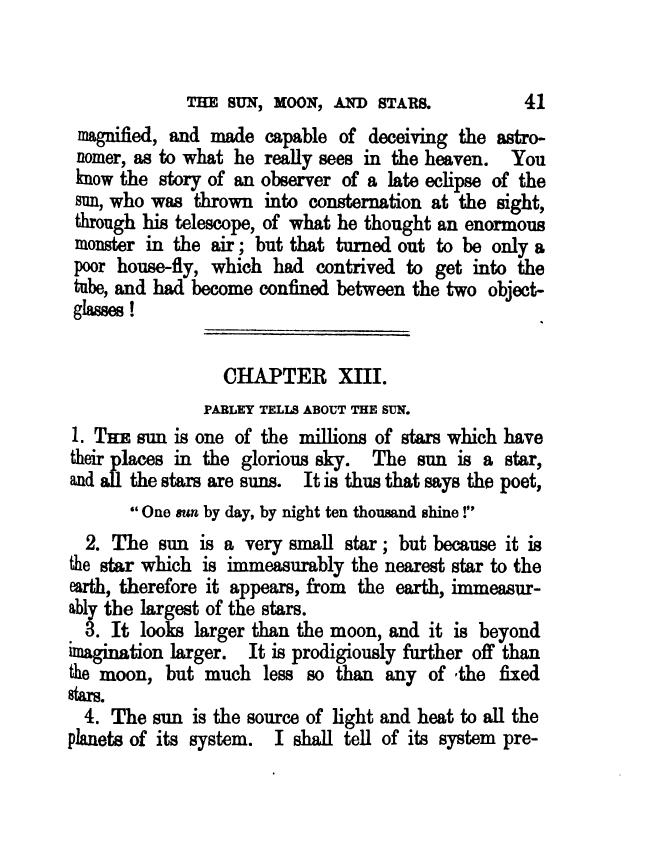 THE SUN, MOON, AND STARS. 41
magnified, and made capable of deceiving the astro-
nomer, as to what he really sees in the heaven. You
know the story of an observer of a late eclipse of the
sun, who was thrown into consternation at the sight,
through his telescope, of what he thought an enormous
monster in the air; but that turned out to be only a
poor house-fly, which had contrived to get into the
tube, and had become confined between the two object-
glasses!
CHAPTER XIII.
PARLEY TELLS ABOUT THE SUN.
1. THE sun is one of the millions of stars which have
their places in the glorious sky. The sun is a star,
and all the stars are suns. It is thus that says the poet,
"One sun by day, by night ten thousand shine!"
2. The sun is a very small star; but because it is
the star which is immeasurably the nearest star to the
earth, therefore it appears, from the earth, immeasur-
ably the largest of the stars.
3. It looks larger than the moon, and it is beyond
imagination larger. It is prodigiously further off than
the moon, but much less so than any of the fixed
stars.
4. The sun is the source of light and heat to all the
planets of its system. I shall tell of its system pre-